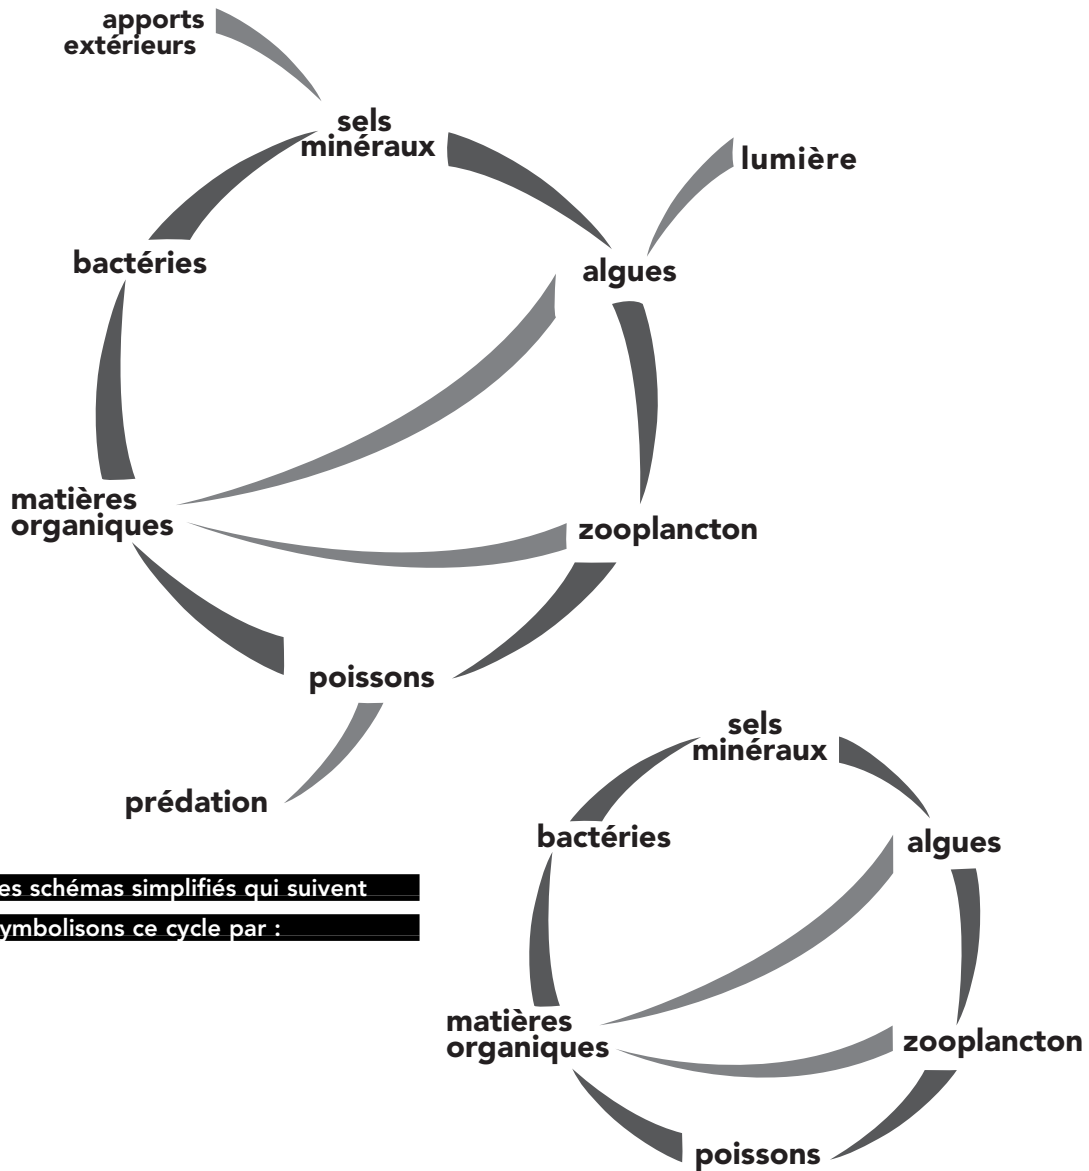 apports
extérieurs
sels
minéraux
lumière
bactéries
algues
matières
organiques
zooplancton
poissons
prédation
es schémas simplifiés qui suivent
ymbolisons ce cycle par :
sels
minéraux
bactéries
algues
matières
organiques
zooplancton
poissons